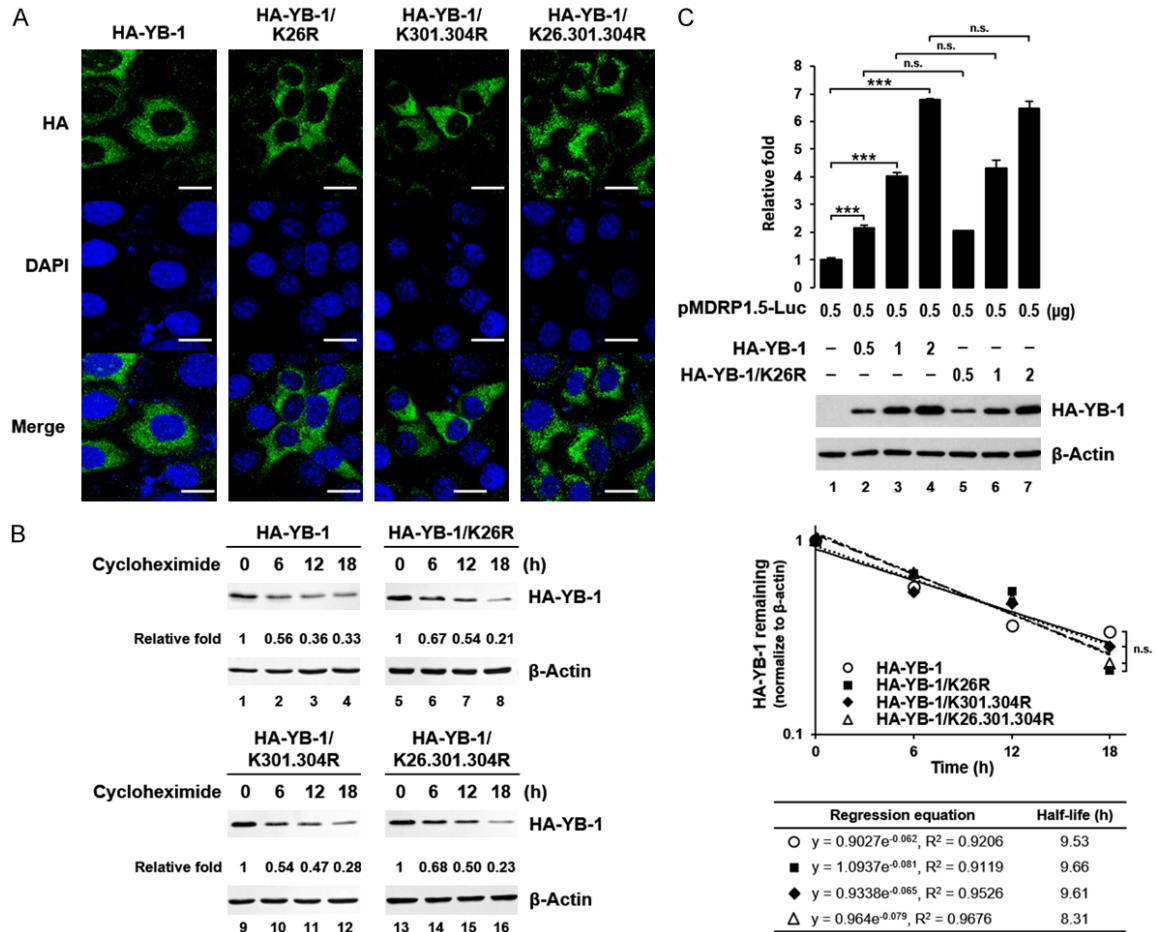 A
HA-YB-1
HA-YB-1/
K26R
HA-YB-1/
K301.304R
HA-YB-1/
K26.301.304R
HA
DAPI
Merge
B
HA-YB-1 HA-YB-1/K26R
Cycloheximide 0 6 12 18 0 6 12 18 (h)
HA-YB-1
Relative fold 1 0.56 0.36 0.33 1 0.67 0.54 0.21
β-Actin
1 2 3 4 5 6 7 8
HA-YB-1/
K301.304R
HA-YB-1/
K26.301.304R
Cycloheximide 0 6 12 18 0 6 12 18 (h)
HA-YB-1
Relative fold 1 0.54 0.47 0.28 1 0.68 0.50 0.23
β-Actin
9 10 11 12 13 14 15 16
C
n.s.
n.s.
n.s.
***
***
***
Relative fold
8
7
6
5
4
3
2
1
0
pMDRP1.5-Luc 0.5 0.5 0.5 0.5 0.5 0.5 0.5 (µg)
HA-YB-1 – 0.5 1 2 – – –
HA-YB-1/K26R – – – – 0.5 1 2
HA-YB-1
β-Actin
1 2 3 4 5 6 7
HA-YB-1 remaining
(normalize to β-actin)
1
0.1
n.s.
HA-YB-1
HA-YB-1/K26R
HA-YB-1/K301.304R
HA-YB-1/K26.301.304R
0 6 12 18
Time (h)
Regression equation Half-life (h)
y = 0.9027e^-0.062, R² = 0.9206 9.53
y = 1.0937e^-0.081, R² = 0.9119 9.66
y = 0.9338e^-0.065, R² = 0.9526 9.61
y = 0.964e^-0.079, R² = 0.9676 8.31